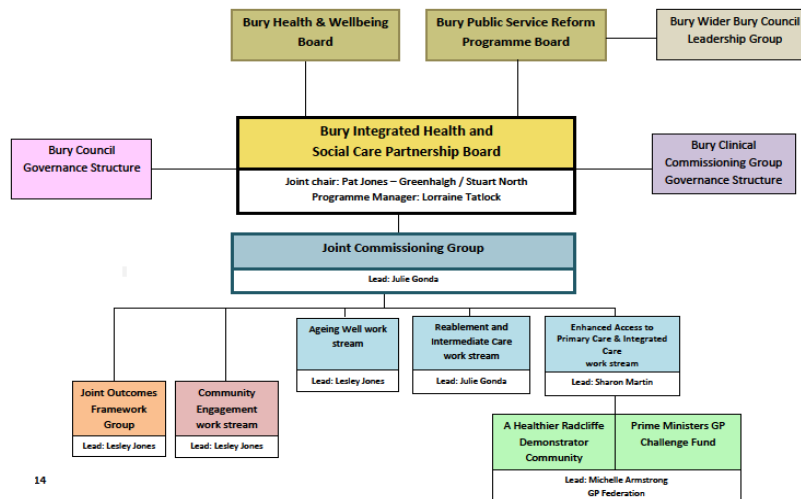 Bury Health & Wellbeing
Board
Bury Public Service Reform
Programme Board
Bury Wider Bury Council
Leadership Group
Bury Council
Governance Structure
Bury Integrated Health and
Social Care Partnership Board
Joint chair: Pat Jones – Greenhalgh / Stuart North
Programme Manager: Lorraine Tatlock
Bury Clinical
Commissioning Group
Governance Structure
Joint Commissioning Group
Lead: Julie Gonda
Ageing Well work
stream
Lead: Lesley Jones
Reablement and
Intermediate Care
work stream
Lead: Julie Gonda
Enhanced Access to
Primary Care & Integrated
Care
work stream
Lead: Sharon Martin
Joint Outcomes
Framework
Group
Lead: Lesley Jones
Community
Engagement
work stream
Lead: Lesley Jones
A Healthier Radcliffe
Demonstrator
Community
Prime Ministers GP
Challenge Fund
Lead: Michelle Armstrong
GP Federation
14